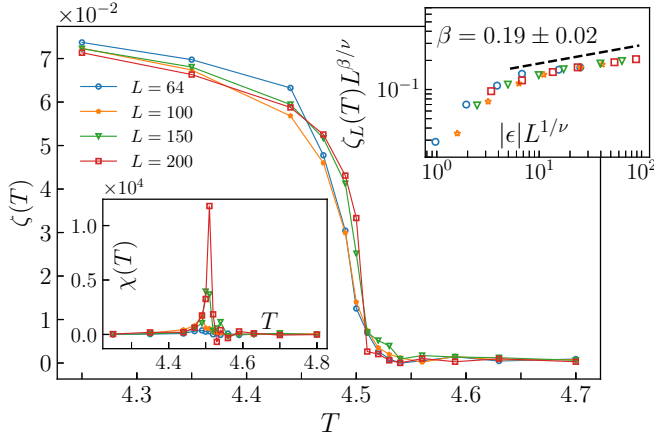 ×10⁻²
7
6
5
4
3
2
1
0
ζ(T)
4.3
4.4
4.5
4.6
4.7
T
L = 64
L = 100
L = 150
L = 200
×10⁴
1.0
0.5
0.0
χ(T)
T
4.4
4.6
4.8
β = 0.19 ± 0.02
ζ_L(T)L^{β/ν}
10⁻¹
|ϵ|L^{1/ν}
10⁰
10¹
10²